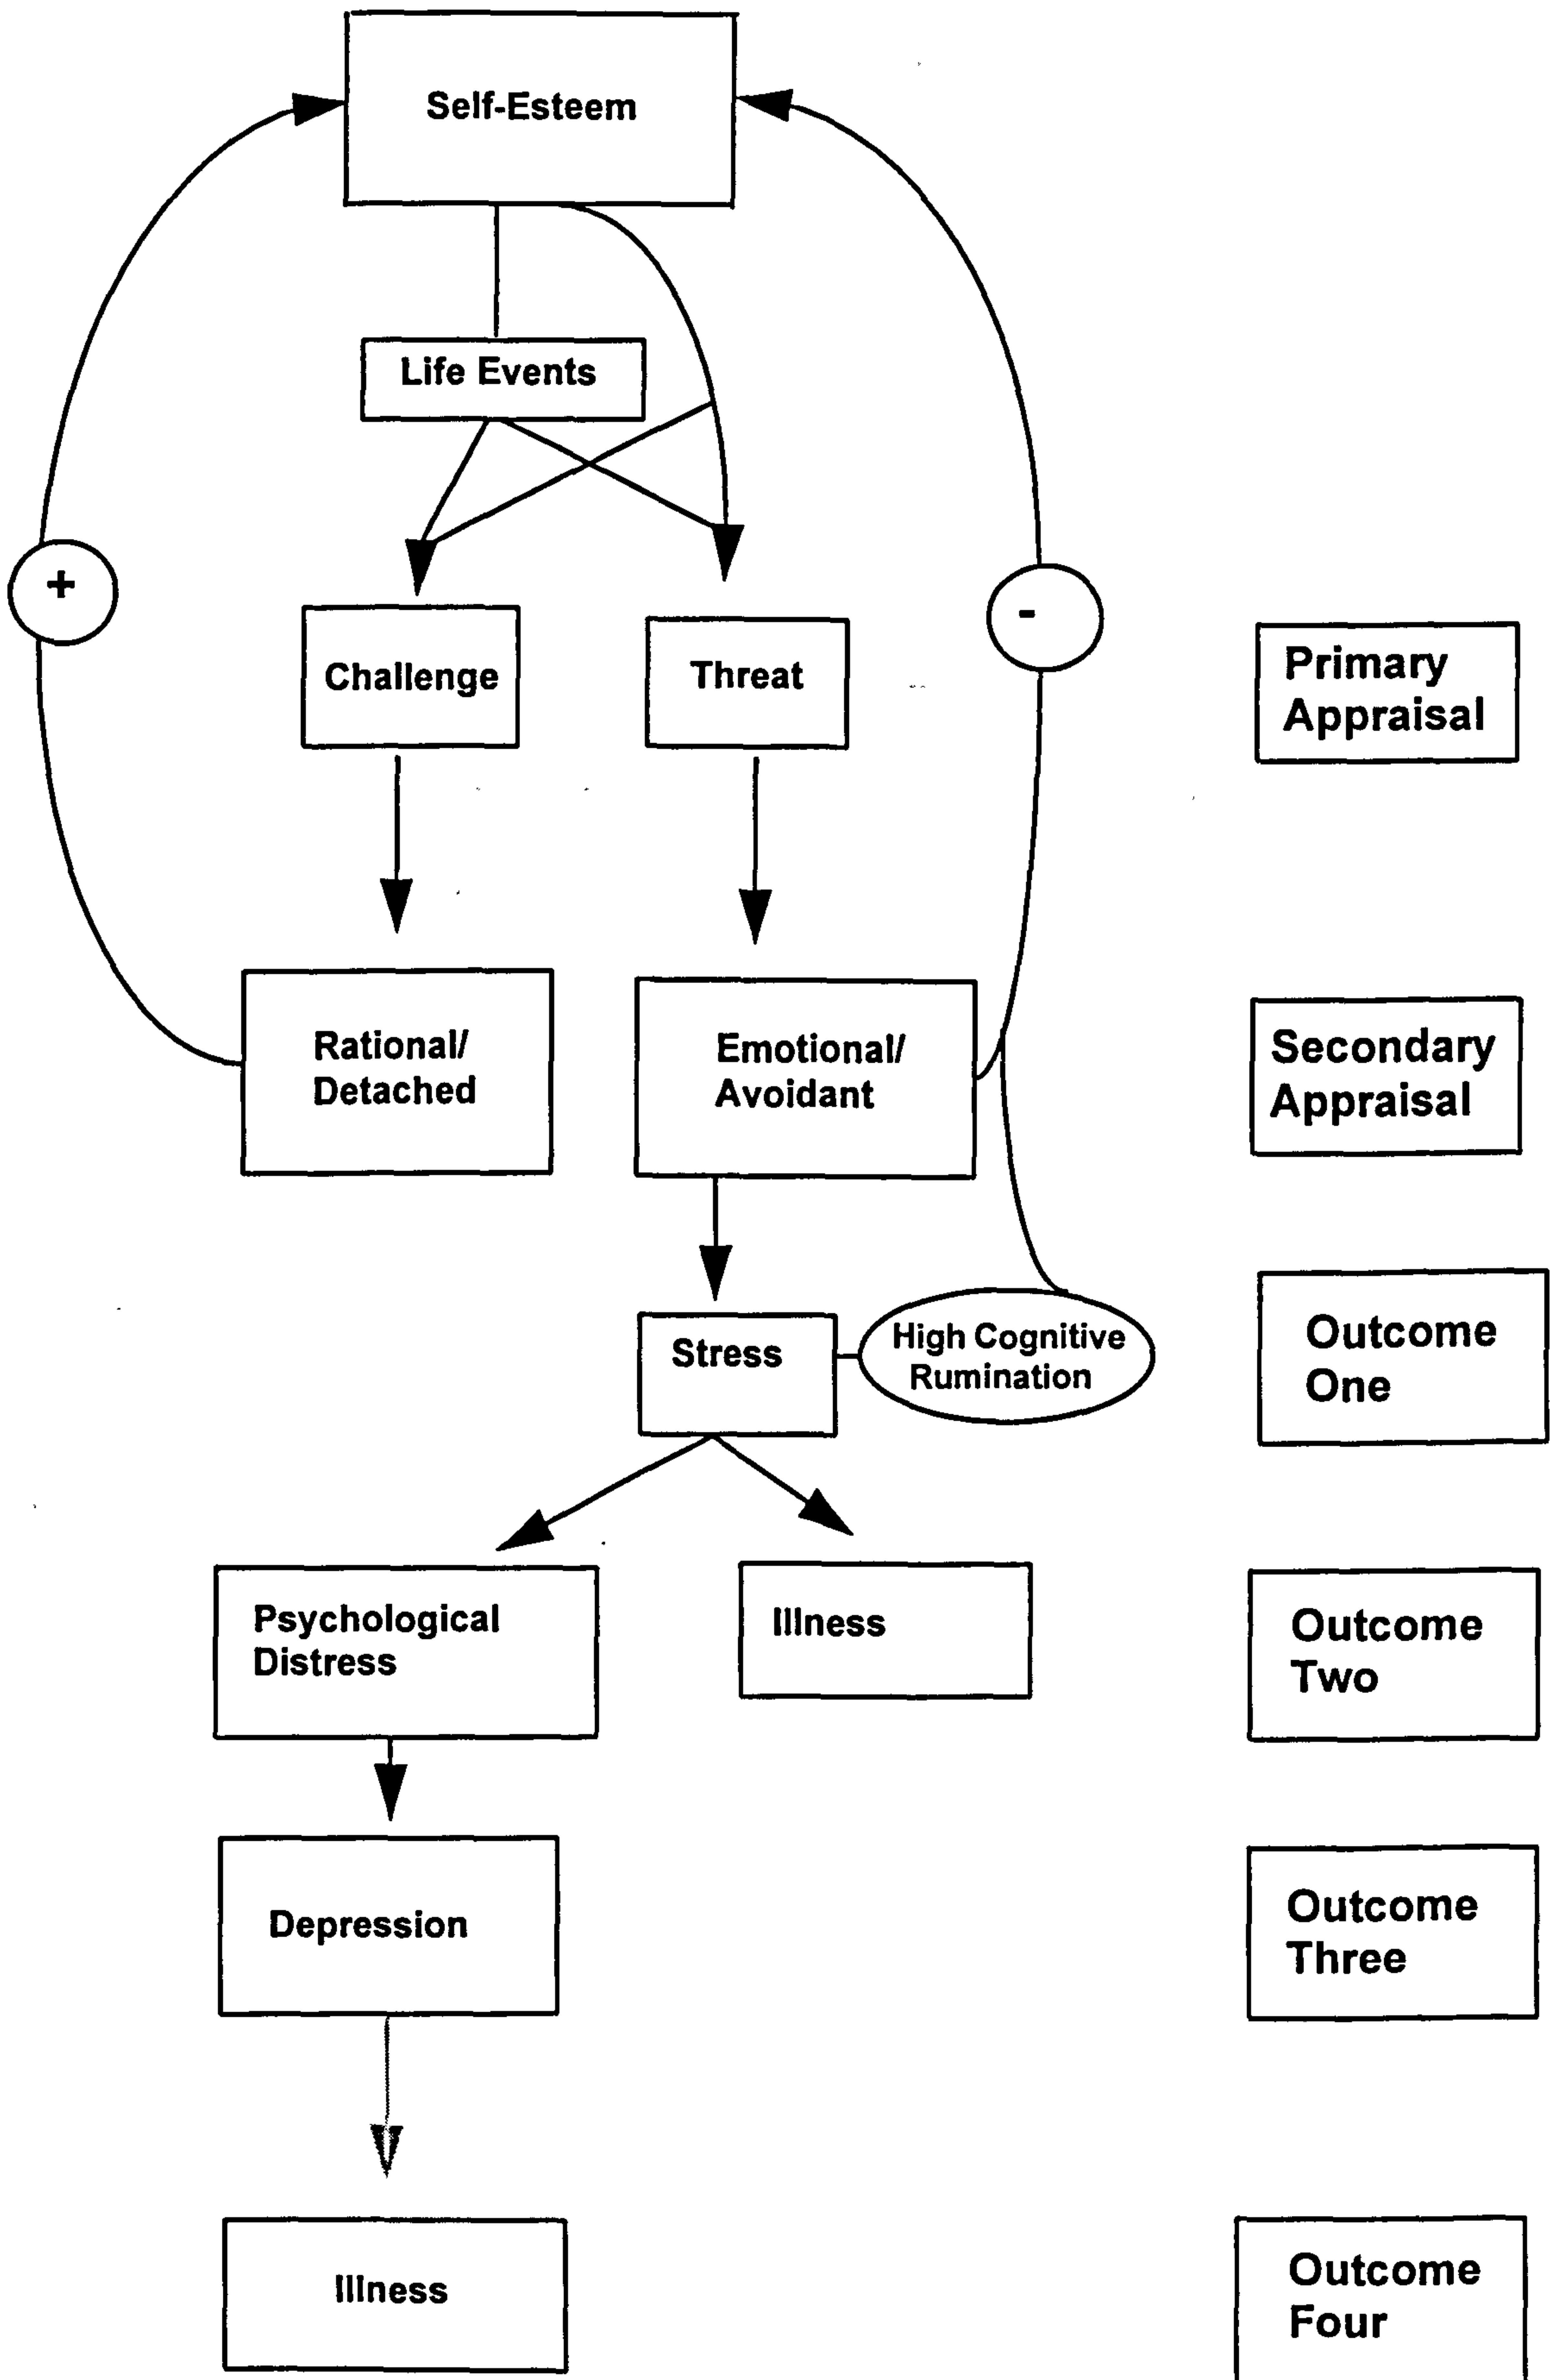 Self-Esteem
Life Events
+
-
Challenge
Threat
Primary
Appraisal
Rational/
Detached
Emotional/
Avoidant
Secondary
Appraisal
Stress
High Cognitive
Rumination
Outcome
One
Psychological
Distress
Illness
Outcome
Two
Depression
Outcome
Three
Illness
Outcome
Four